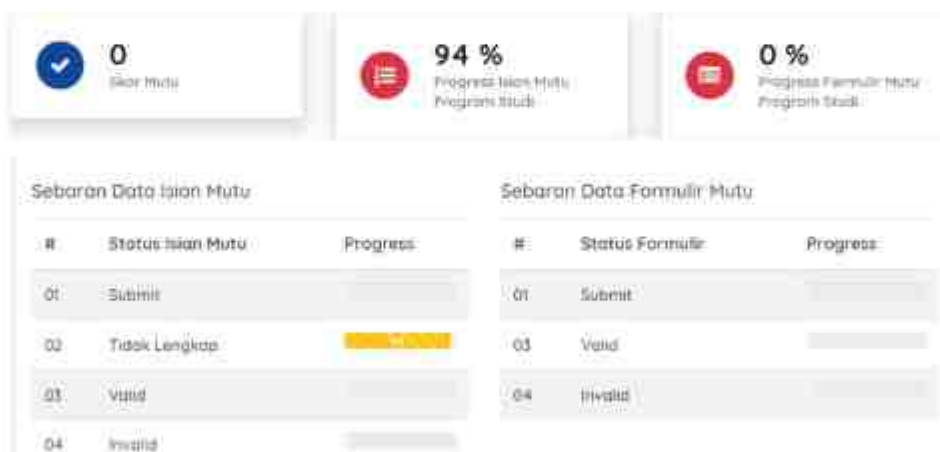 0
Skor Mutu
94 %
Progress Isian Mutu
Program Studi
0 %
Progress Formulir Mutu
Program Studi
Sebaran Data Isian Mutu
# Status Isian Mutu Progress
01 Submit
02 Tidak Lengkap
03 Valid
04 Invalid
Sebaran Data Formulir Mutu
# Status Formulir Progress
01 Submit
03 Valid
04 Invalid